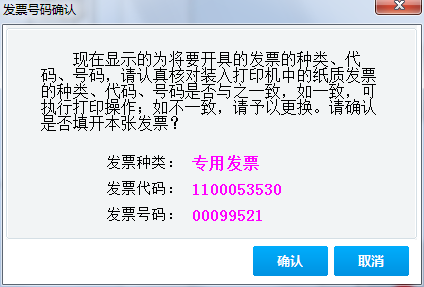 发票号码确认
现在显示的为将要开具的发票的种类、代
码、号码，请认真核对装入打印机中的纸质发票
的种类、代码、号码是否与之一致，如一致，可
执行打印操作；如不一致，请予以更换。请确认
是否填开本张发票？
发票种类： 专用发票
发票代码： 1100053530
发票号码： 00099521
确认 取消